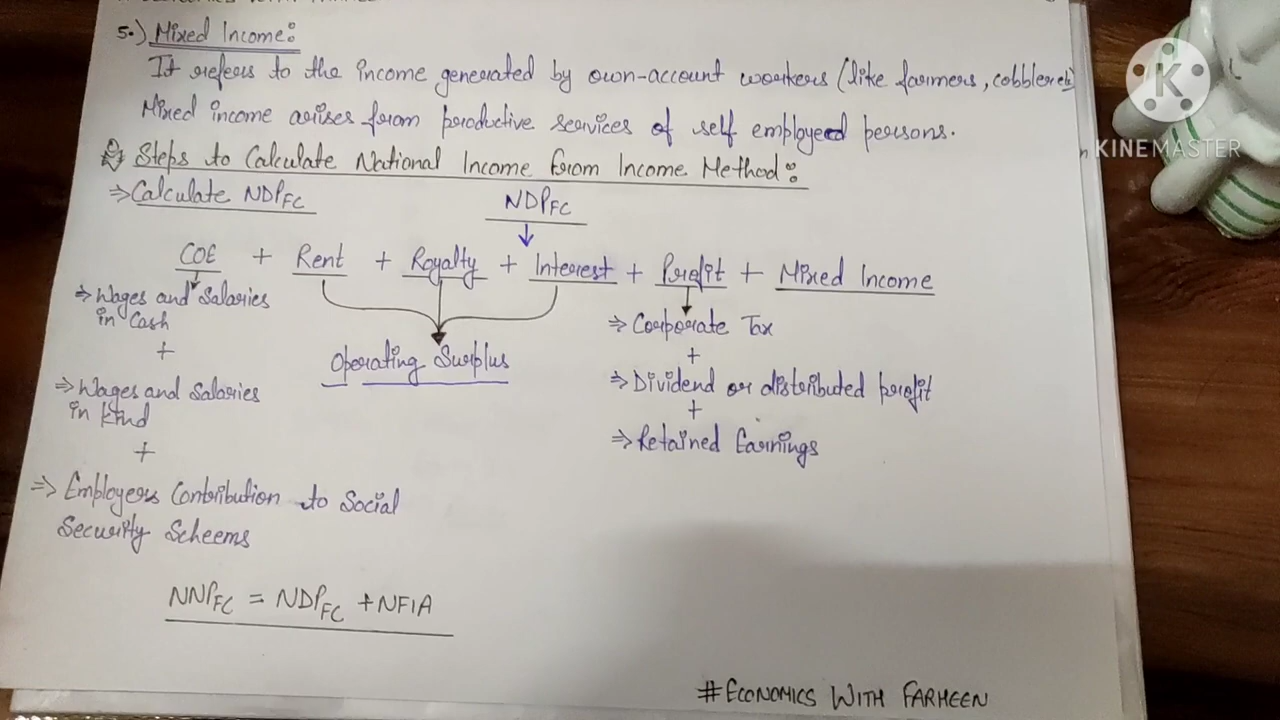 5.) Mixed Income:
It refers to the income generated by own-account workers (like farmers, cobbler etc)
Mixed income arises from productive services of self employeed persons.
Steps to Calculate National Income from Income Method:
⇒ Calculate NDPFC
NDPFC
↓
COE + Rent + Royalty + Interest + Profit + Mixed Income
⇒ Wages and Salaries
in Cash
+
⇒ Wages and Salaries
in kind
+
⇒ Employers Contribution to Social
Security Scheems
Operating Surplus
⇒ Corporate Tax
+
⇒ Dividend or distributed profit
+
⇒ Retained Earnings
NNPFC = NDPFC + NFIA
#ECONOMICS WITH FARHEEN
K
KINEMASTER